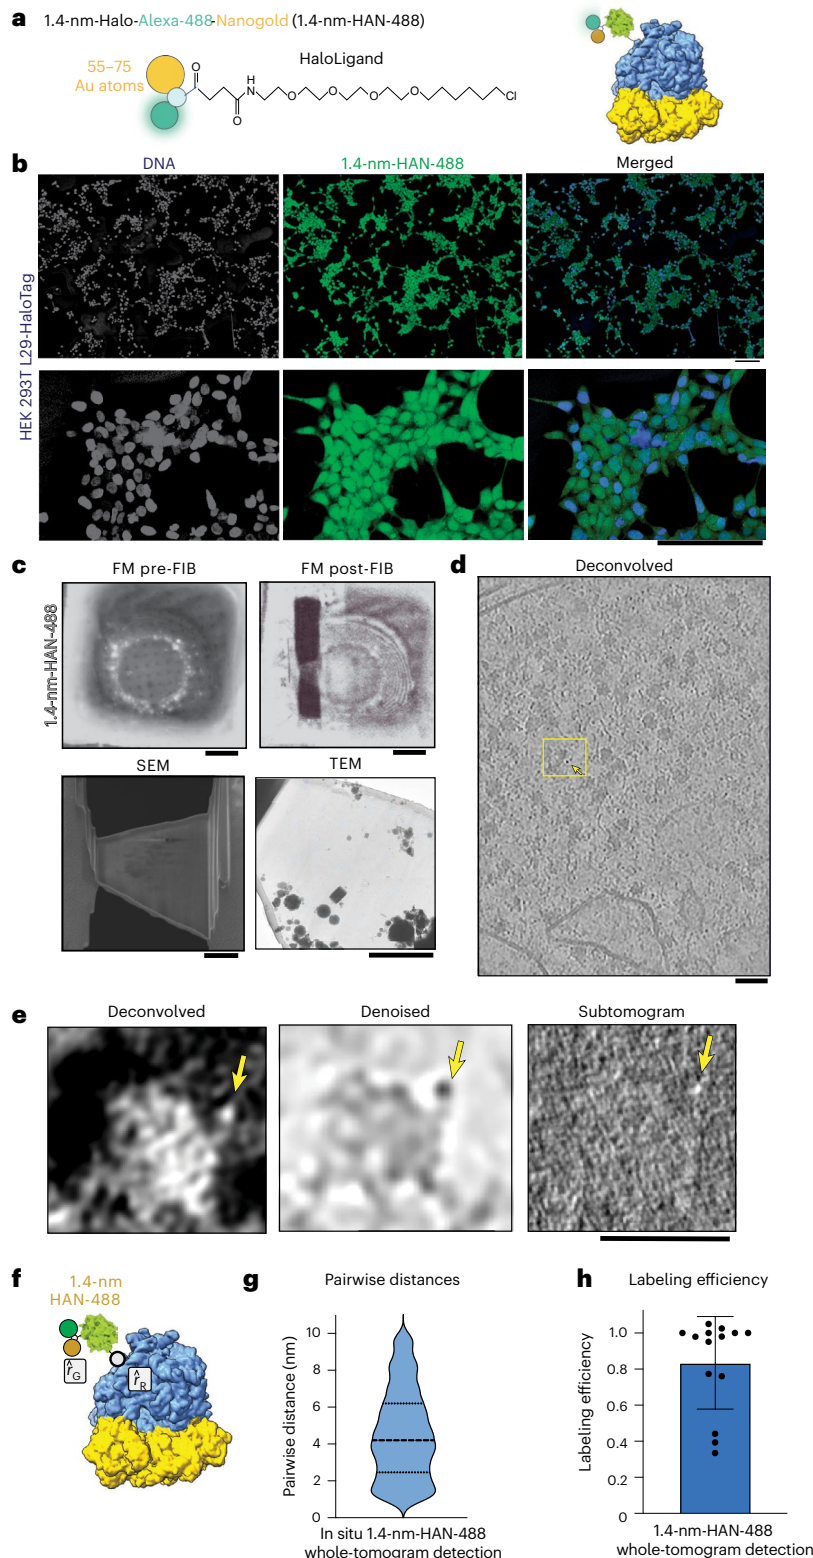 a
1.4-nm-Halo-Alexa-488-Nanogold (1.4-nm-HAN-488)
55–75
Au atoms
HaloLigand
O
O
H
N
O
O
O
O
Cl
b
DNA
1.4-nm-HAN-488
Merged
HEK 293T L29-HaloTag
c
FM pre-FIB
FM post-FIB
1.4-nm-HAN-488
SEM
TEM
d
Deconvolved
e
Deconvolved
Denoised
Subtomogram
f
1.4-nm
HAN-488
r̂G
r̂R
g
Pairwise distances
Pairwise distance (nm)
10
8
6
4
2
0
In situ 1.4-nm-HAN-488
whole-tomogram detection
h
Labeling efficiency
Labeling efficiency
1.0
0.8
0.6
0.4
0.2
0
1.4-nm-HAN-488
whole-tomogram detection